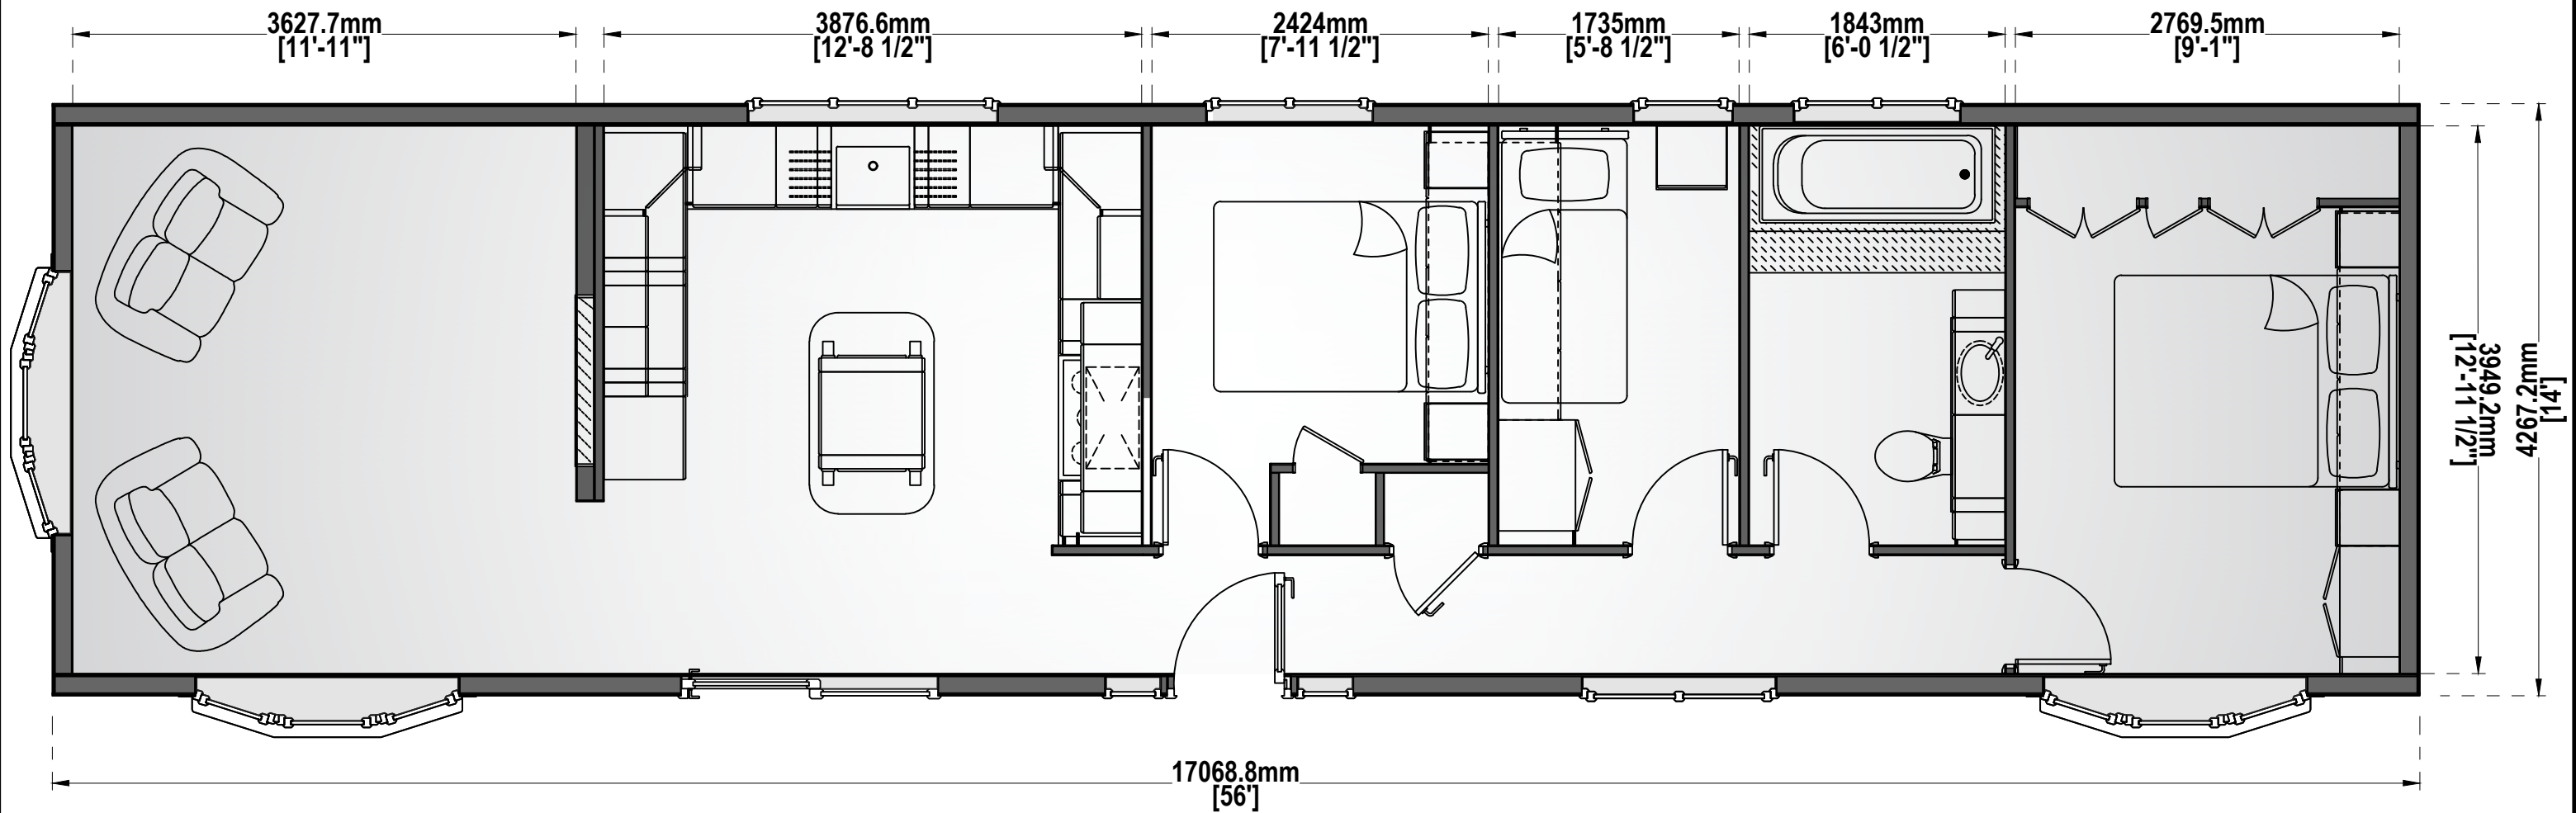 3627.7mm
[11'-11"]
3876.6mm
[12'-8 1/2"]
2424mm
[7'-11 1/2"]
1735mm
[5'-8 1/2"]
1843mm
[6'-0 1/2"]
2769.5mm
[9'-1"]
3949.2mm
[12'-11 1/2"]
4267.2mm
[14']
17068.8mm
[56']